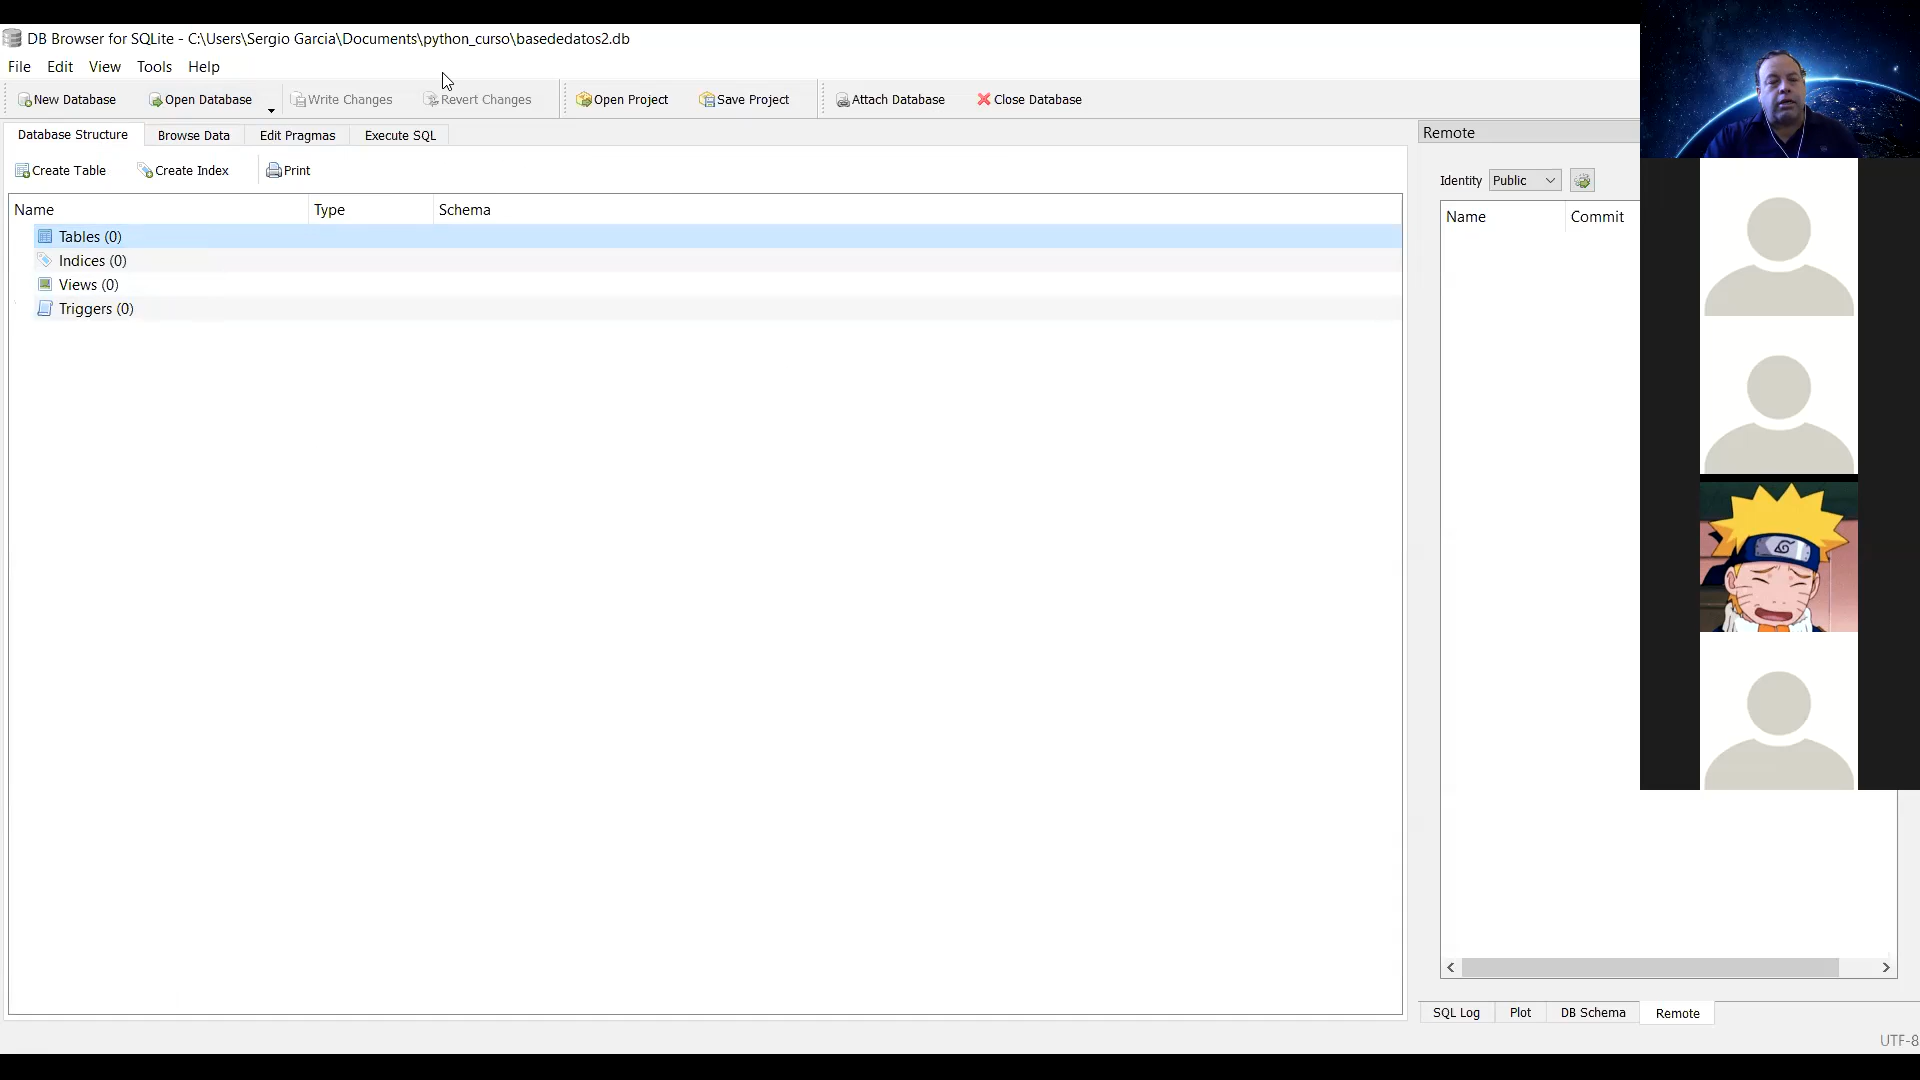 DB Browser for SQLite - C:\Users\Sergio Garcia\Documents\python_curso\basededatos2.db
File Edit View Tools Help
New Database Open Database Write Changes Revert Changes Open Project Save Project Attach Database Close Database
Database Structure Browse Data Edit Pragmas Execute SQL
Create Table Create Index Print
Name Type Schema
Tables (0)
Indices (0)
Views (0)
Triggers (0)
Remote
Identity Public
Name Commit
SQL Log Plot DB Schema Remote
UTF-8